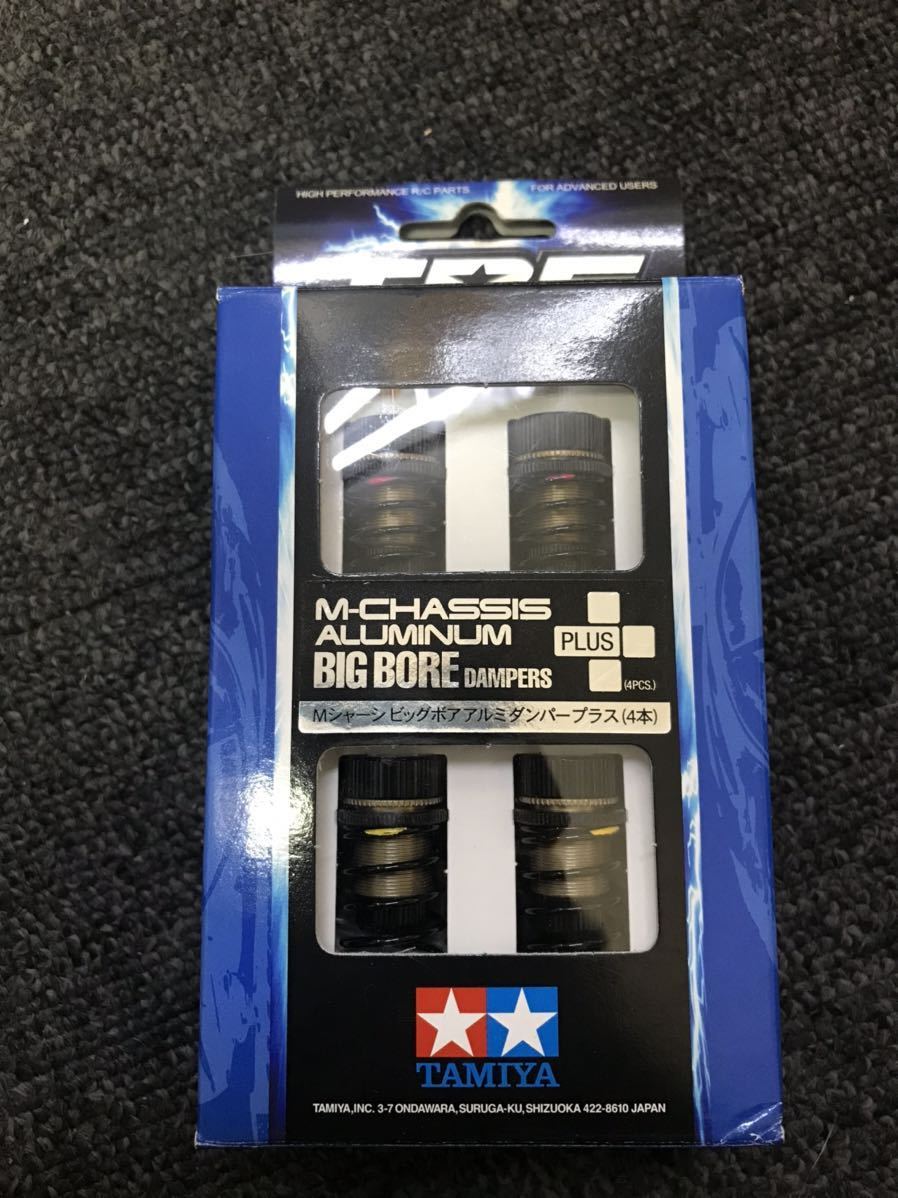 HIGH PERFORMANCE R/C PARTS FOR ADVANCED USERS
TRF
M-CHASSIS
ALUMINUM
BIG BORE DAMPERS
PLUS
(4PCS.)
Mシャーシ ビッグボアアルミダンパープラス(4本)
TAMIYA
TAMIYA,INC. 3-7 ONDAWARA,SURUGA-KU,SHIZUOKA 422-8610 JAPAN